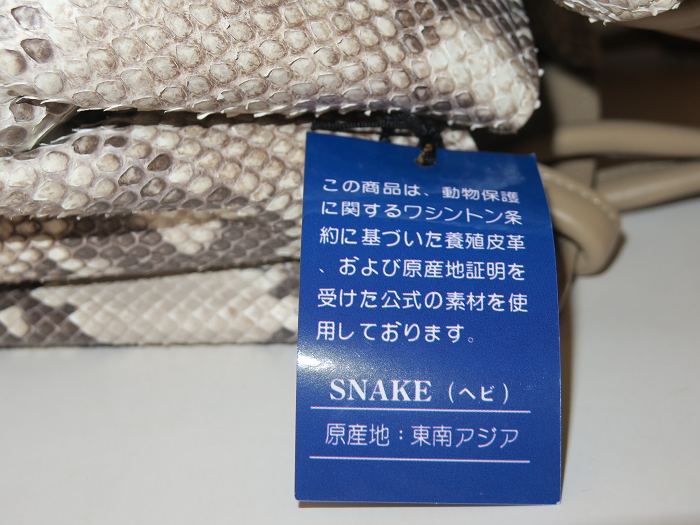 この商品は、動物保護
に関するワシントン条
約に基づいた養殖皮革
、および原産地証明を
受けた公式の素材を使
用しております。
SNAKE (ヘビ)
原産地:東南アジア